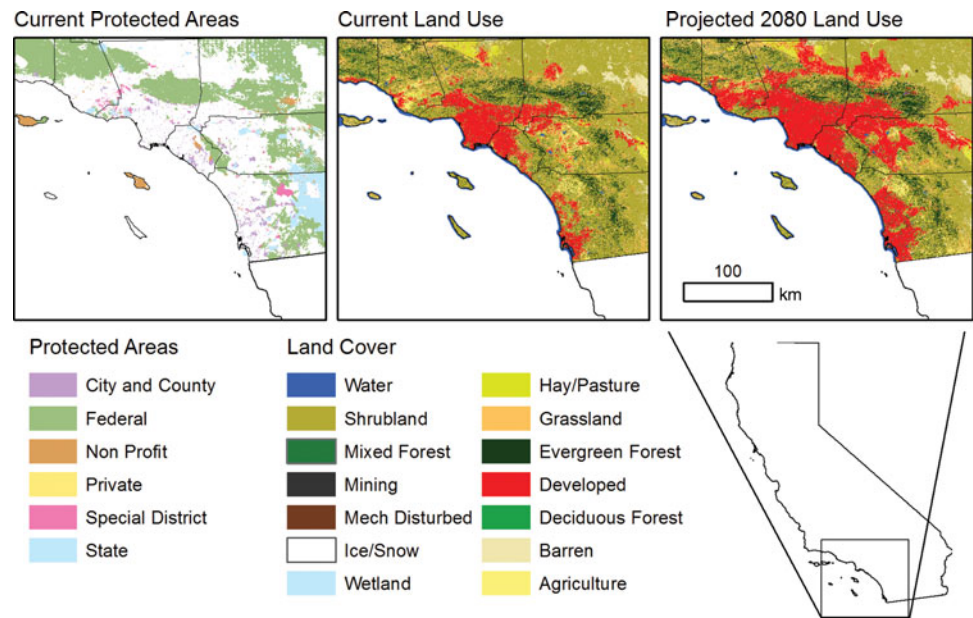 Current Protected Areas
Current Land Use
Projected 2080 Land Use
100
km
Protected Areas
City and County
Federal
Non Profit
Private
Special District
State
Land Cover
Water
Shrubland
Mixed Forest
Mining
Mech Disturbed
Ice/Snow
Wetland
Hay/Pasture
Grassland
Evergreen Forest
Developed
Deciduous Forest
Barren
Agriculture